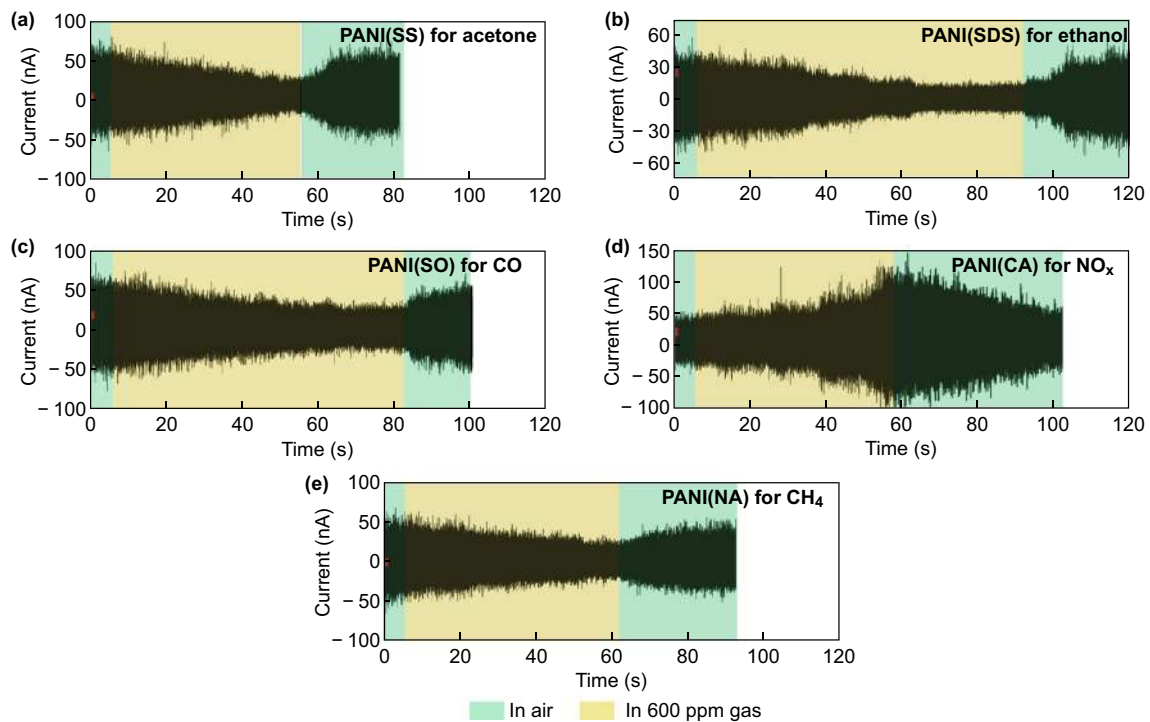 (a)
PANI(SS) for acetone
Current (nA)
100
50
0
− 50
− 100
0 20 40 60 80 100 120
Time (s)
(b)
PANI(SDS) for ethanol
Current (nA)
60
30
0
− 30
− 60
0 20 40 60 80 100 120
Time (s)
(c)
PANI(SO) for CO
Current (nA)
100
50
0
− 50
− 100
0 20 40 60 80 100 120
Time (s)
(d)
PANI(CA) for NOₓ
Current (nA)
150
100
50
0
− 50
− 100
0 20 40 60 80 100 120
Time (s)
(e)
PANI(NA) for CH₄
Current (nA)
100
50
0
− 50
− 100
0 20 40 60 80 100 120
Time (s)
In air In 600 ppm gas